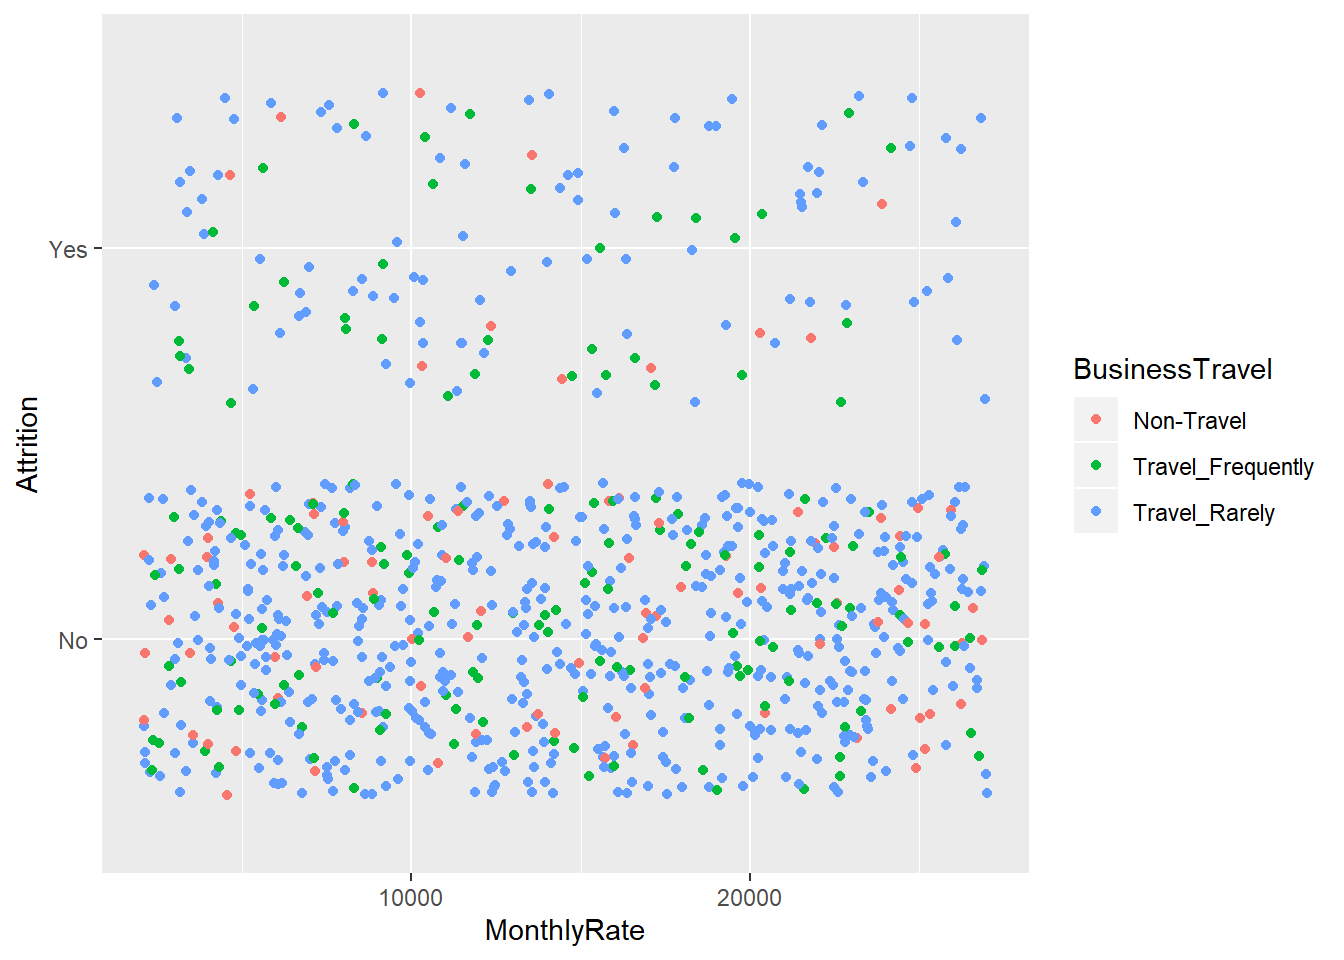 Yes
No
Attrition
10000
20000
MonthlyRate
BusinessTravel
Non-Travel
Travel_Frequently
Travel_Rarely